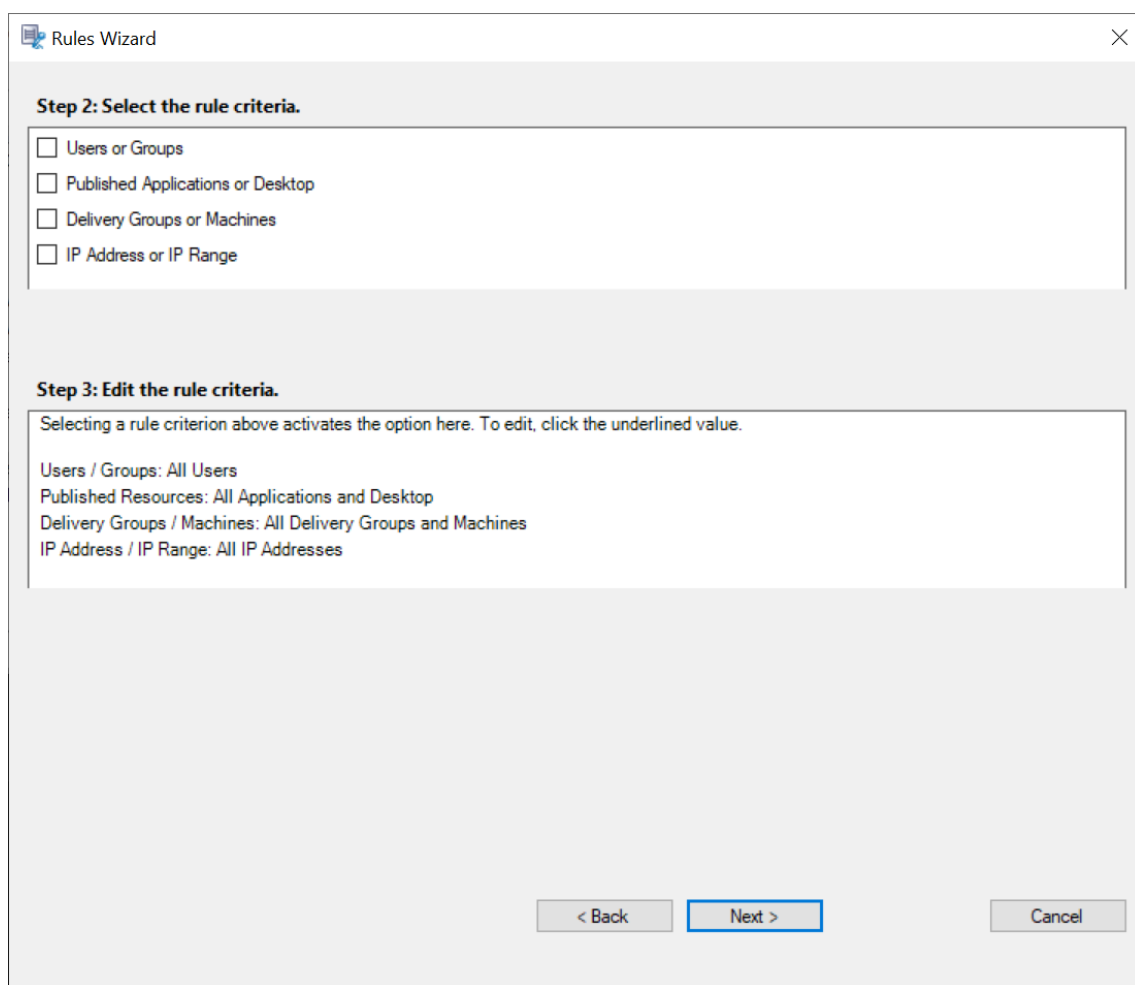 Rules Wizard
Step 2: Select the rule criteria.
Users or Groups
Published Applications or Desktop
Delivery Groups or Machines
IP Address or IP Range
Step 3: Edit the rule criteria.
Selecting a rule criterion above activates the option here. To edit, click the underlined value.
Users / Groups: All Users
Published Resources: All Applications and Desktop
Delivery Groups / Machines: All Delivery Groups and Machines
IP Address / IP Range: All IP Addresses
< Back Next > Cancel